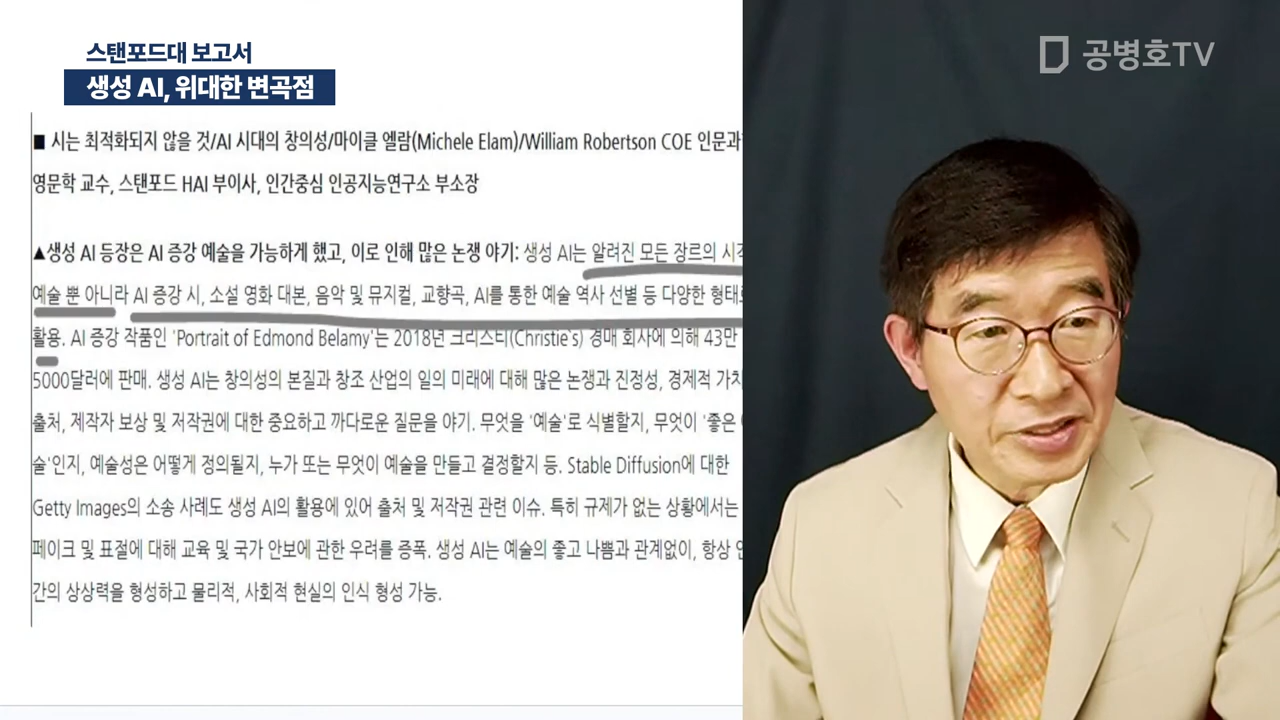 스탠포드대 보고서
생성 AI, 위대한 변곡점
공병호TV
■ 시는 최적화되지 않을 것/AI 시대의 창의성/마이클 엘람(Michele Elam)/William Robertson COE 인문과
영문학 교수, 스탠포드 HAI 부이사, 인간중심 인공지능연구소 부소장
▲생성 AI 등장은 AI 증강 예술을 가능하게 했고, 이로 인해 많은 논쟁 야기: 생성 AI는 알려진 모든 장르의 시각
예술 뿐 아니라 AI 증강 시, 소설 영화 대본, 음악 및 뮤지컬, 교향곡, AI를 통한 예술 역사 선별 등 다양한 형태로
활용. AI 증강 작품인 'Portrait of Edmond Belamy'는 2018년 크리스티(Christie's) 경매 회사에 의해 43만
5000달러에 판매. 생성 AI는 창의성의 본질과 창조 산업의 일의 미래에 대해 많은 논쟁과 진정성, 경제적 가치
출처, 제작자 보상 및 저작권에 대한 중요하고 까다로운 질문을 야기. 무엇을 '예술'로 식별할지, 무엇이 '좋은
술'인지, 예술성은 어떻게 정의될지, 누가 또는 무엇이 예술을 만들고 결정할지 등. Stable Diffusion에 대한
Getty Images의 소송 사례도 생성 AI의 활용에 있어 출처 및 저작권 관련 이슈. 특히 규제가 없는 상황에서는
페이크 및 표절에 대해 교육 및 국가 안보에 관한 우려를 증폭. 생성 AI는 예술의 좋고 나쁨과 관계없이, 항상
간의 상상력을 형성하고 물리적, 사회적 현실의 인식 형성 가능.